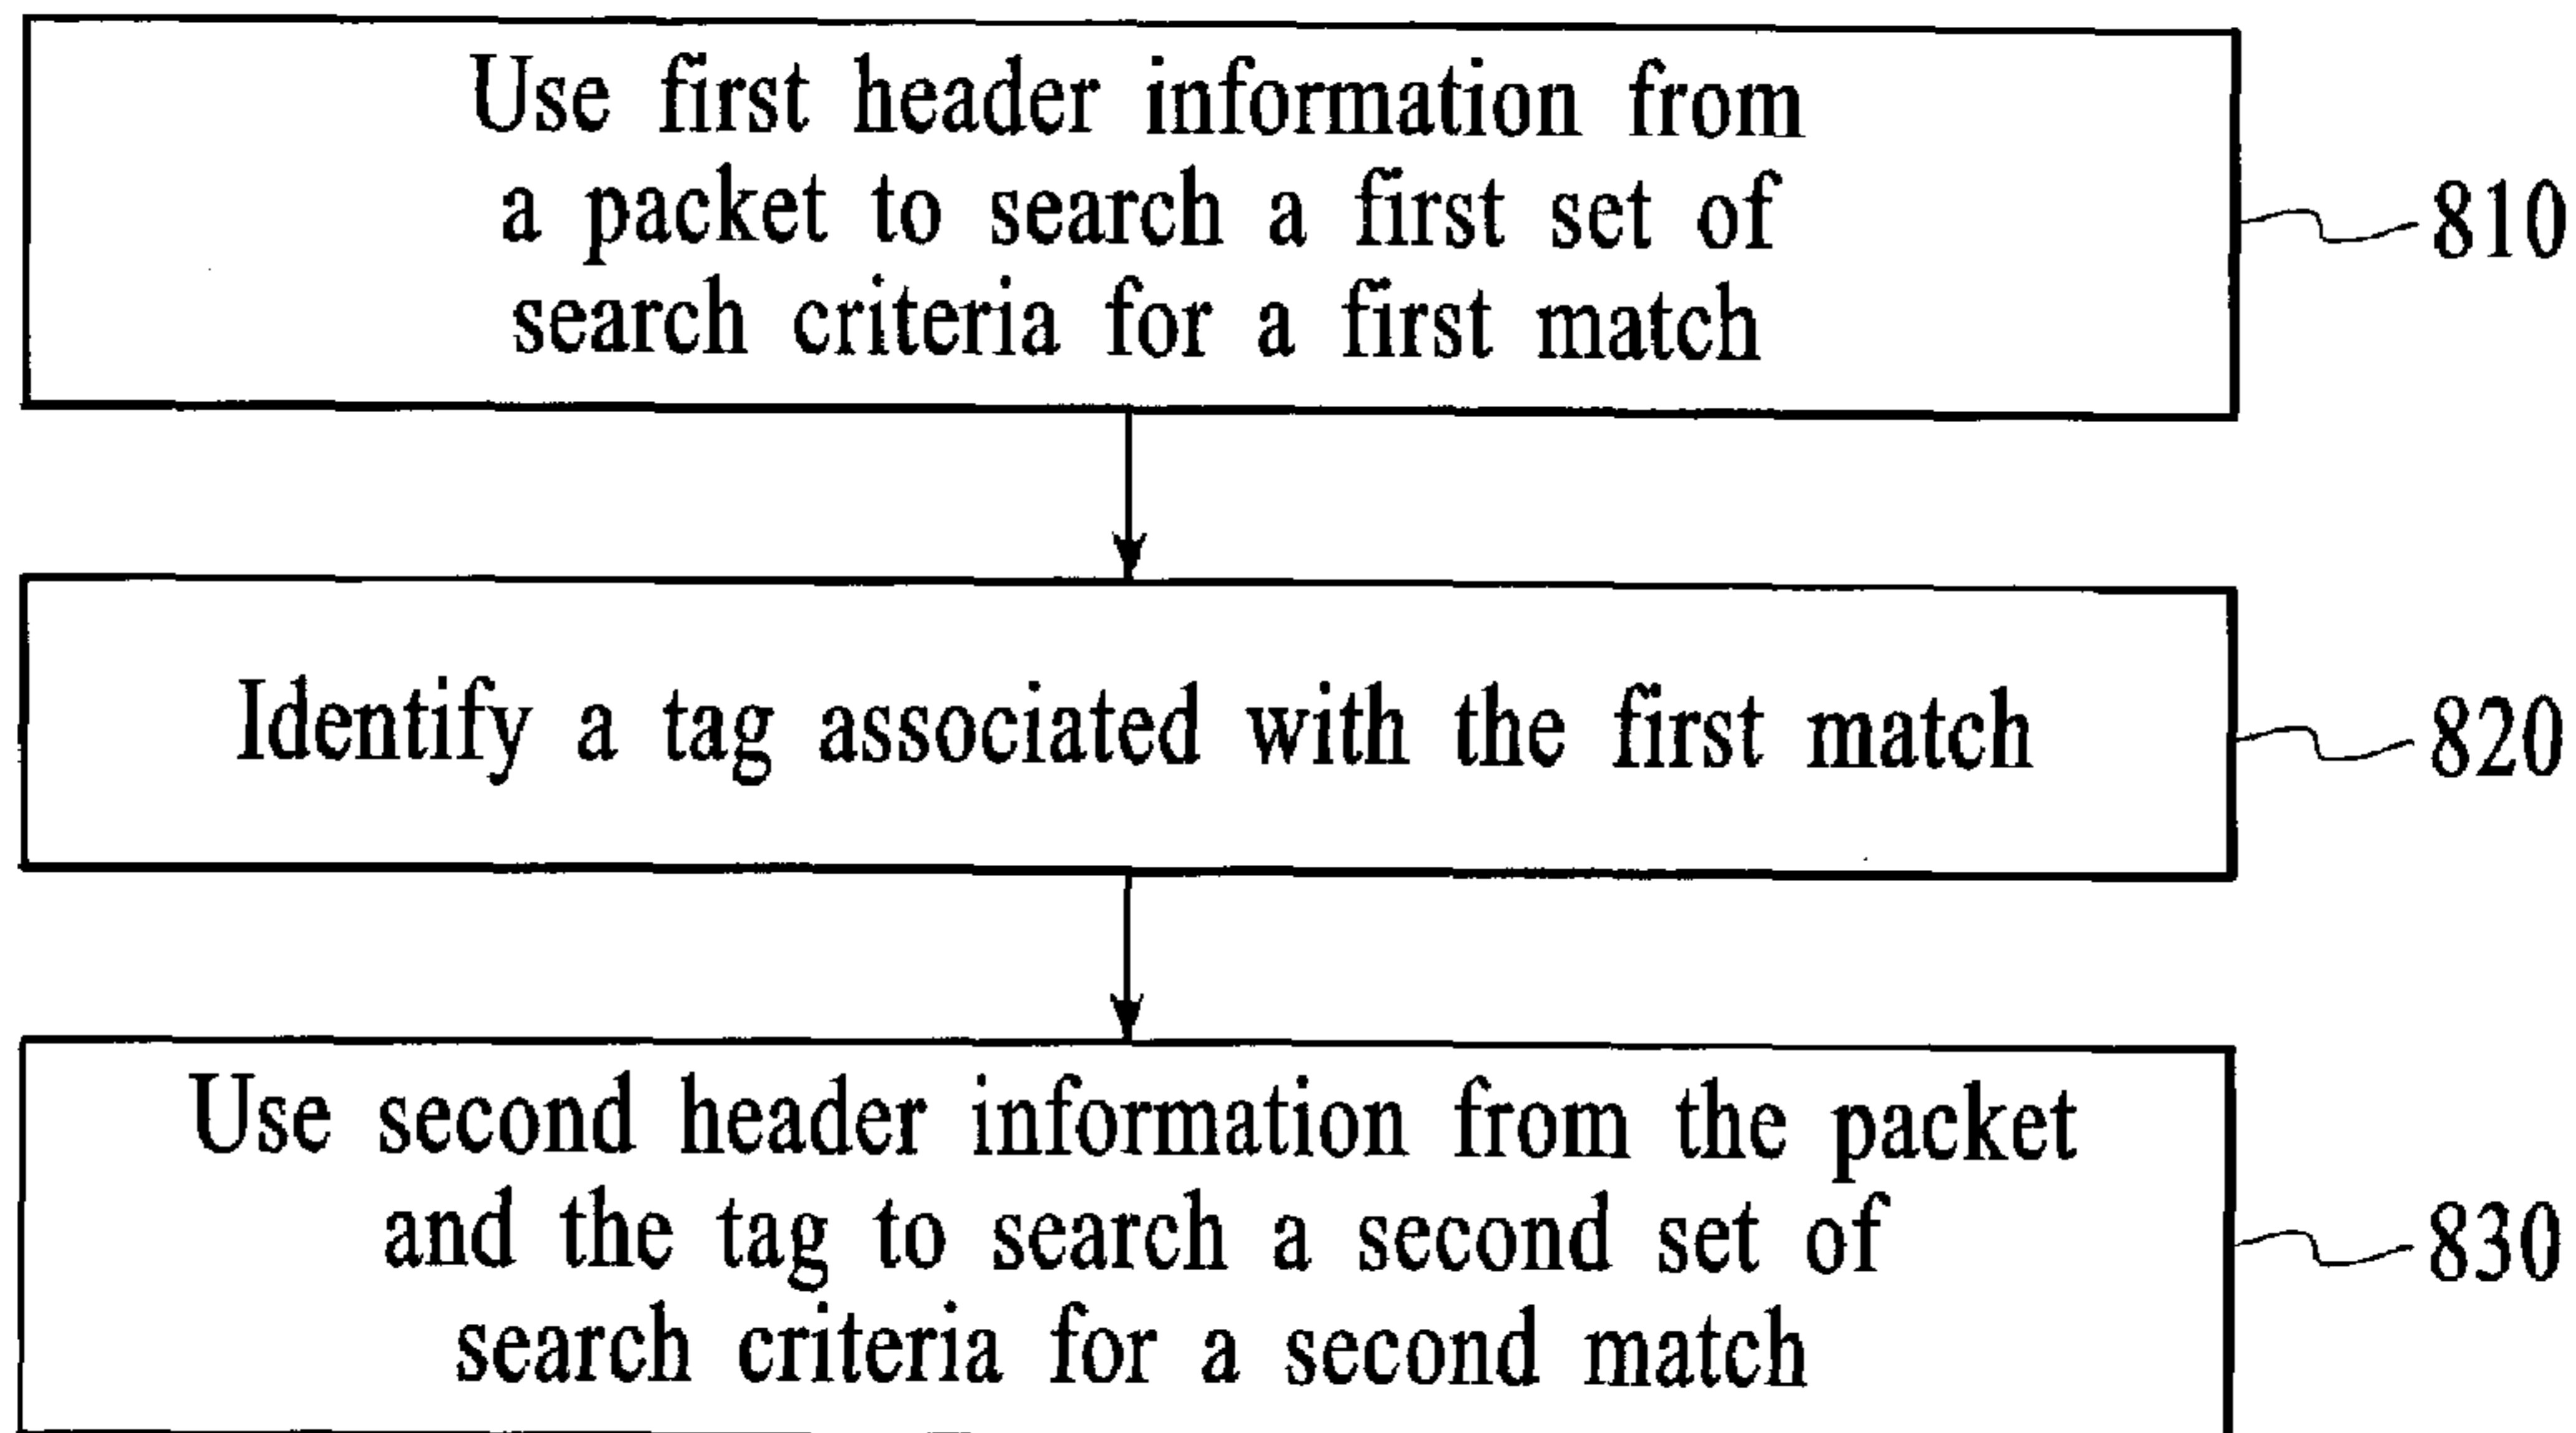 Use first header information from
a packet to search a first set of
search criteria for a first match
810
Identify a tag associated with the first match
820
Use second header information from the packet
and the tag to search a second set of
search criteria for a second match
830